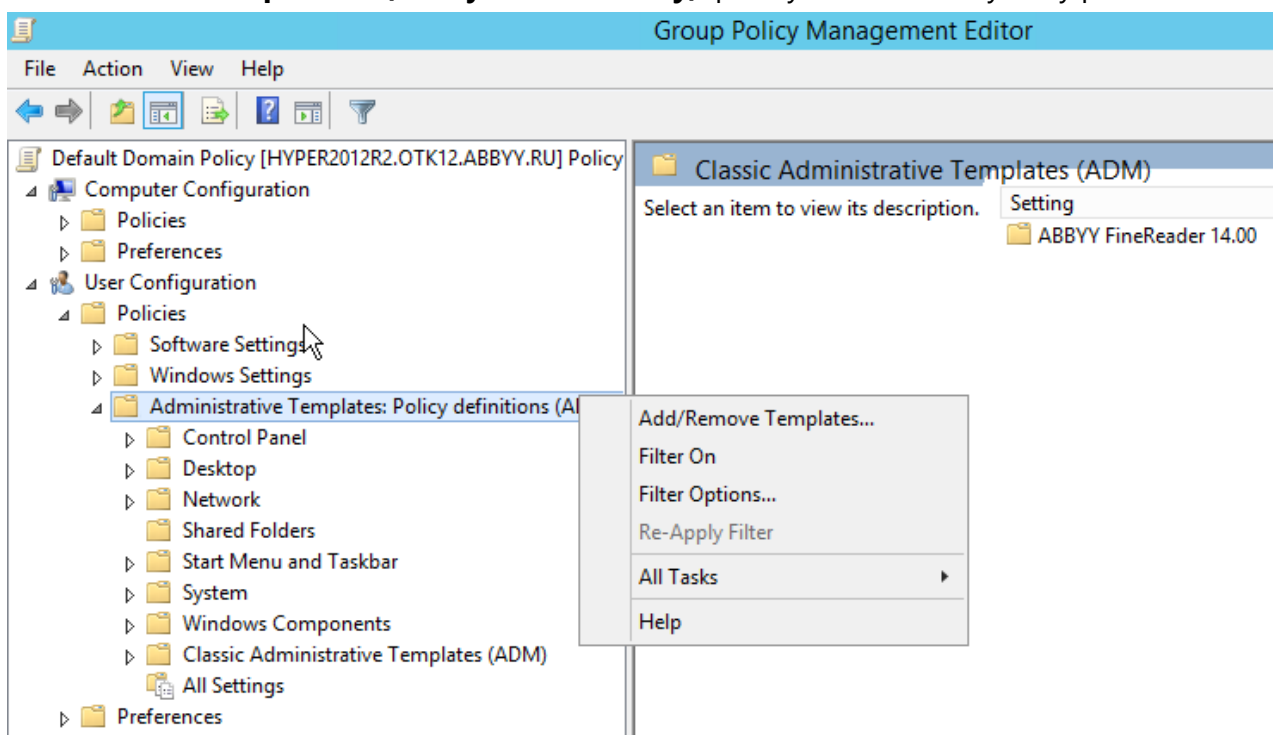 Group Policy Management Editor
File Action View Help
Default Domain Policy [HYPER2012R2.OTK12.ABBYY.RU] Policy
Computer Configuration
Policies
Preferences
User Configuration
Policies
Software Settings
Windows Settings
Administrative Templates: Policy definitions (A
Control Panel
Desktop
Network
Shared Folders
Start Menu and Taskbar
System
Windows Components
Classic Administrative Templates (ADM)
All Settings
Preferences
Classic Administrative Templates (ADM)
Select an item to view its description.
Setting
ABBYY FineReader 14.00
Add/Remove Templates...
Filter On
Filter Options...
Re-Apply Filter
All Tasks
Help